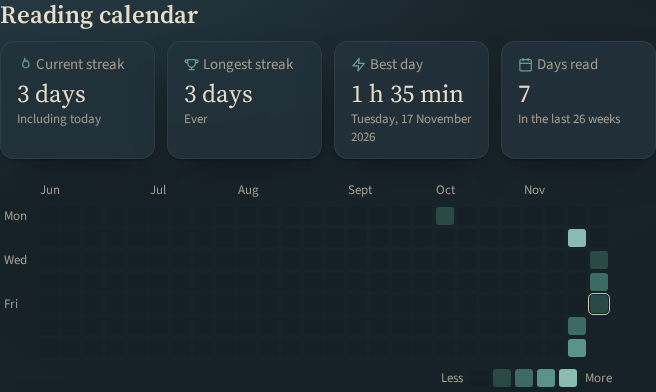 Reading calendar
Current streak
3 days
Including today
Longest streak
3 days
Ever
Best day
1 h 35 min
Tuesday, 17 November
2026
Days read
7
In the last 26 weeks
Jun Jul Aug Sept Oct Nov
Mon
Wed
Fri
Less More